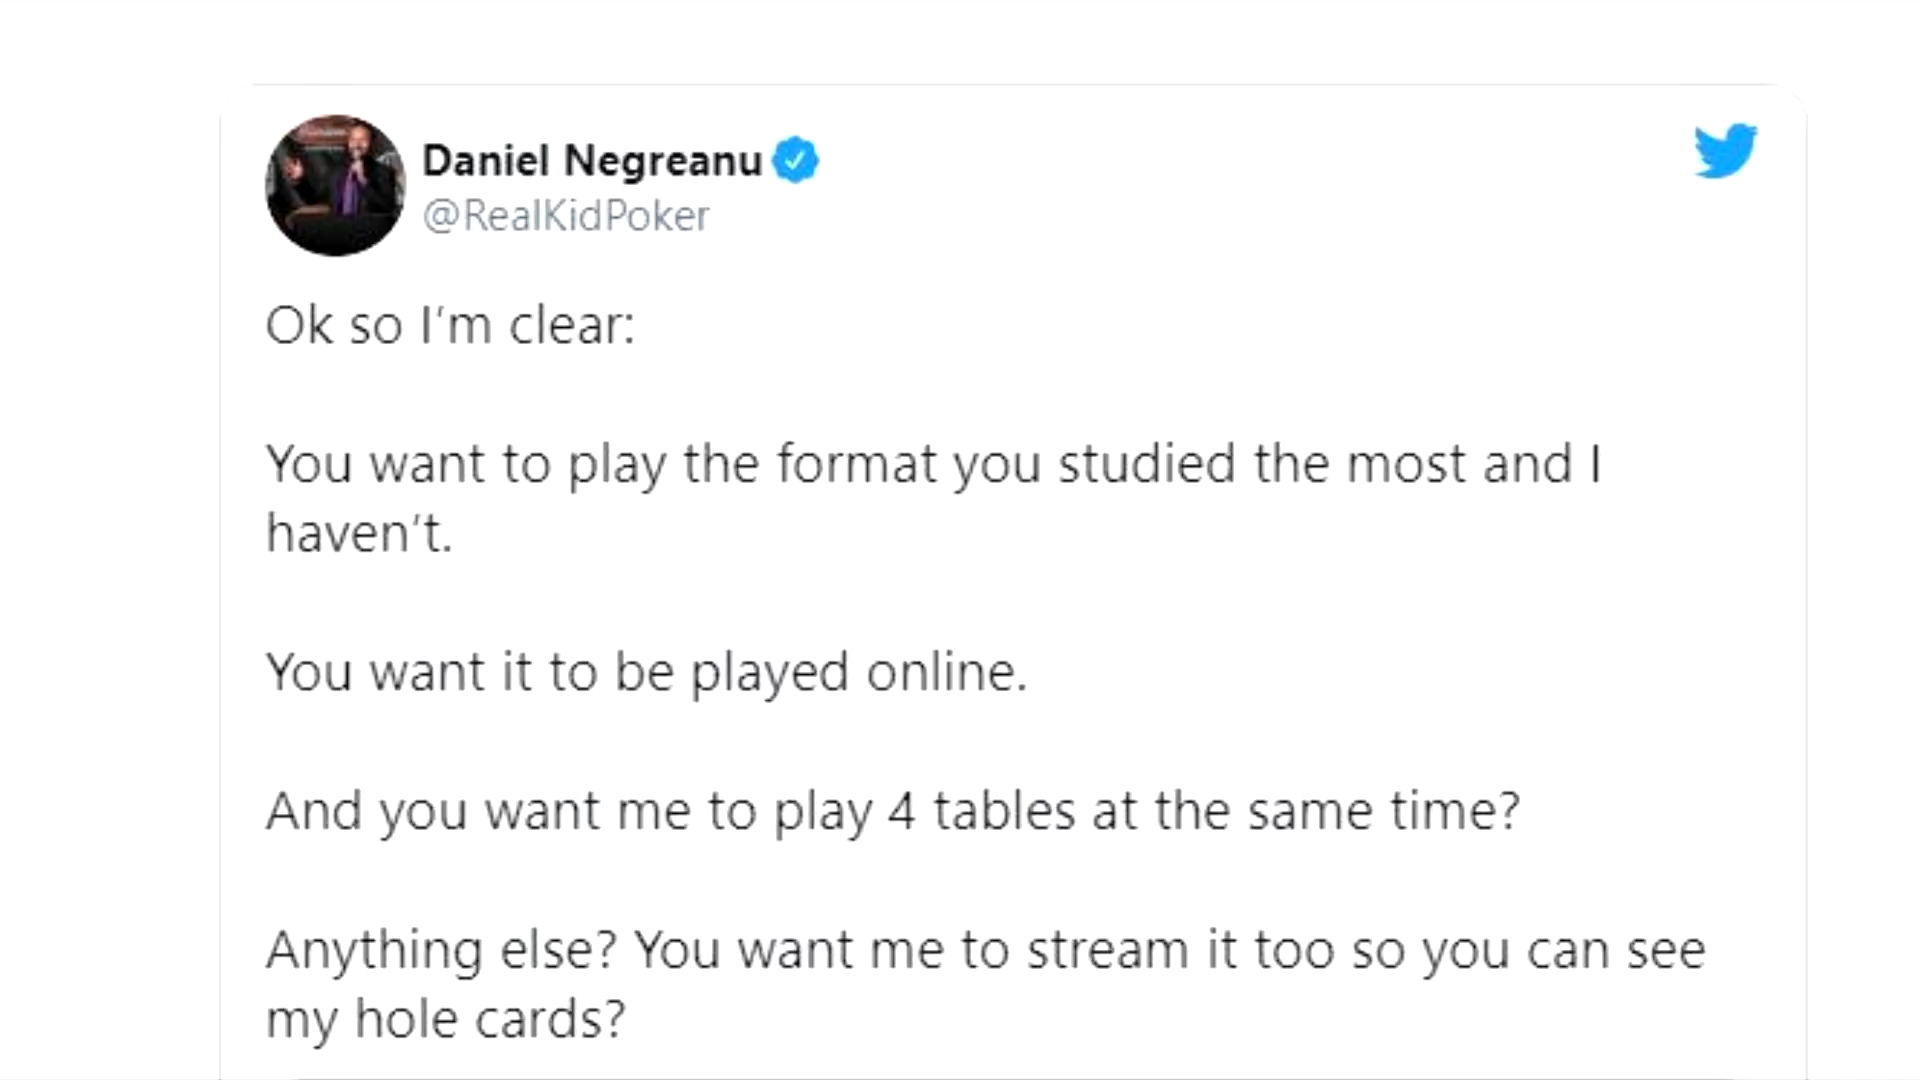 Daniel Negreanu
@RealKidPoker
Ok so I'm clear:
You want to play the format you studied the most and I
haven't.
You want it to be played online.
And you want me to play 4 tables at the same time?
Anything else? You want me to stream it too so you can see
my hole cards?